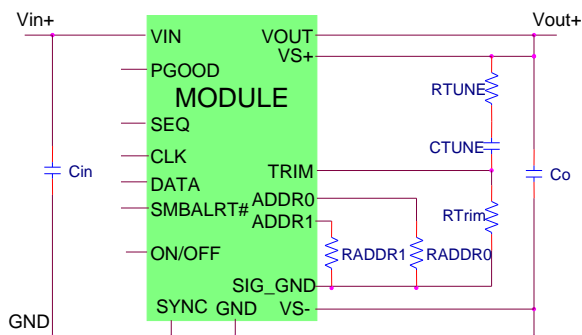 Vin+
Vout+
VIN
VOUT
VS+
PGOOD
RTUNE
MODULE
SEQ
CTUNE
CLK
TRIM
Cin
Co
DATA
ADDR0
SMBALRT#
ADDR1
RTrim
ON/OFF
RADDR1
RADDR0
SIG_GND
SYNC
GND
VS-
GND